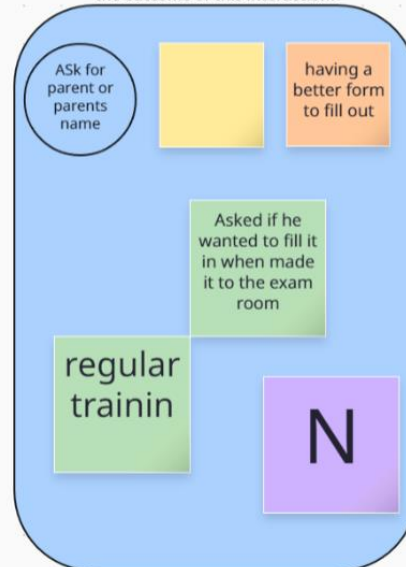 ASk for
parent or
parents
name
having a
better form
to fill out
Asked if he
wanted to fill it
in when made
it to the exam
room
regular
trainin
N